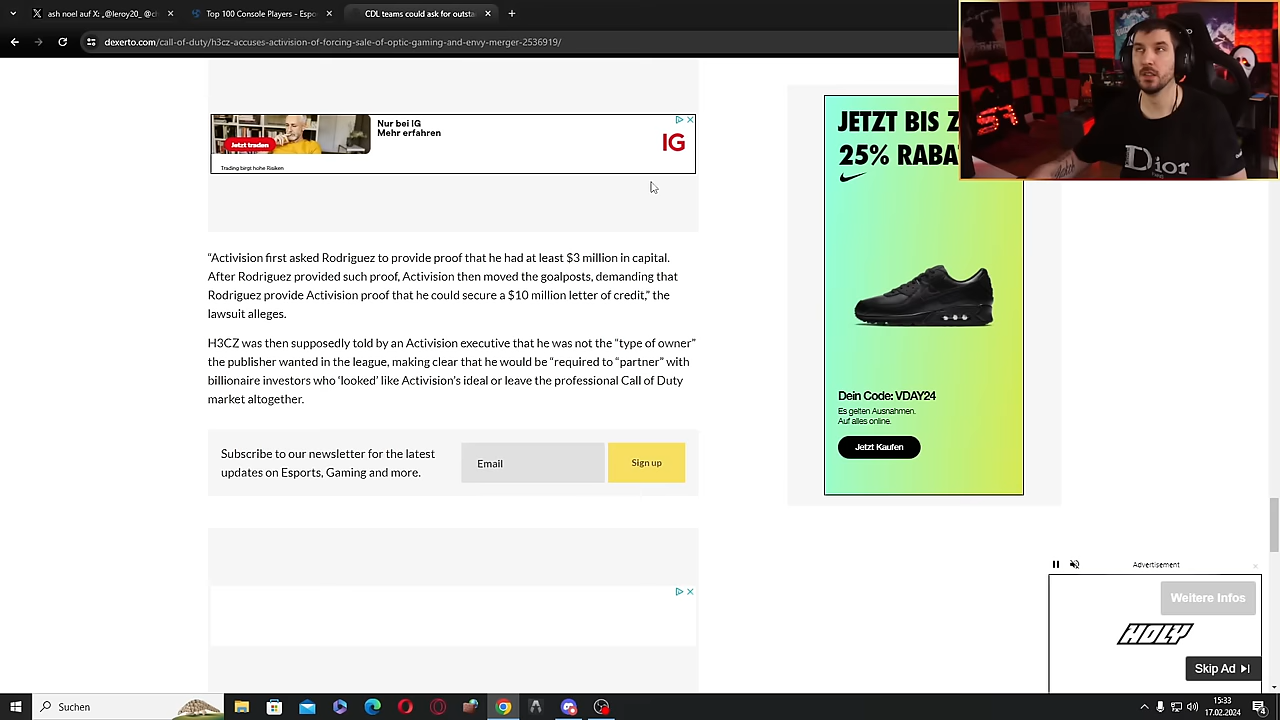 ash noel auf X: „@leroy20_ @ch
Top 100 Console Players - Espo
CDL teams could ask for outsta
dexerto.com/call-of-duty/h3cz-accuses-activision-of-forcing-sale-of-optic-gaming-and-envy-merger-2536919/
Nur bei IG
Mehr erfahren
Jetzt traden
IG
Trading birgt hohe Risiken
JETZT BIS Z
25% RABA
Dior
“Activision first asked Rodriguez to provide proof that he had at least $3 million in capital.
After Rodriguez provided such proof, Activision then moved the goalposts, demanding that
Rodriguez provide Activision proof that he could secure a $10 million letter of credit,” the
lawsuit alleges.
H3CZ was then supposedly told by an Activision executive that he was not the “type of owner”
the publisher wanted in the league, making clear that he would be “required to “partner” with
billionaire investors who ‘looked’ like Activision’s ideal or leave the professional Call of Duty
market altogether.
Dein Code: VDAY24
Es gelten Ausnahmen.
Auf alles online.
Jetzt Kaufen
Subscribe to our newsletter for the latest
updates on Esports, Gaming and more.
Email
Sign up
Advertisement
Weitere Infos
HOLY
Skip Ad
Suchen
15:33
17.02.2024